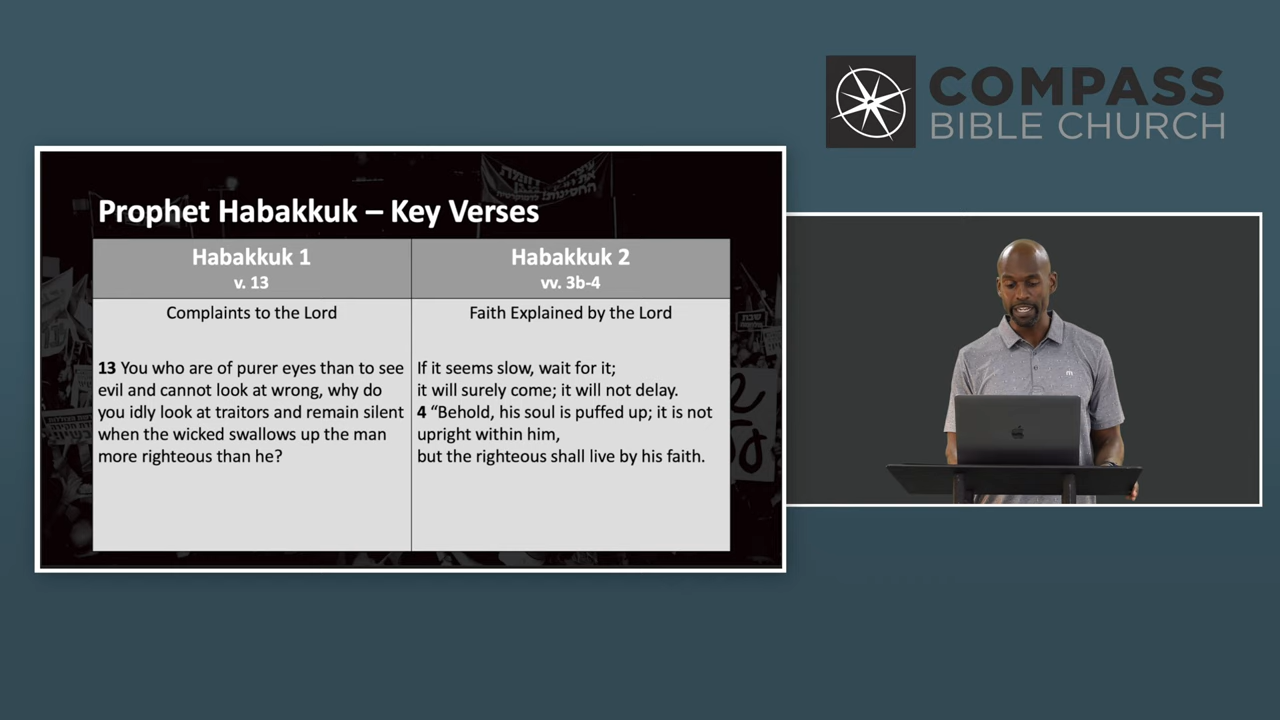 COMPASS
BIBLE CHURCH
Prophet Habakkuk – Key Verses
Habakkuk 1
v. 13
Habakkuk 2
vv. 3b-4
Complaints to the Lord
Faith Explained by the Lord
13 You who are of purer eyes than to see
evil and cannot look at wrong, why do
you idly look at traitors and remain silent
when the wicked swallows up the man
more righteous than he?
If it seems slow, wait for it;
it will surely come; it will not delay.
4 “Behold, his soul is puffed up; it is not
upright within him,
but the righteous shall live by his faith.
שבת
m